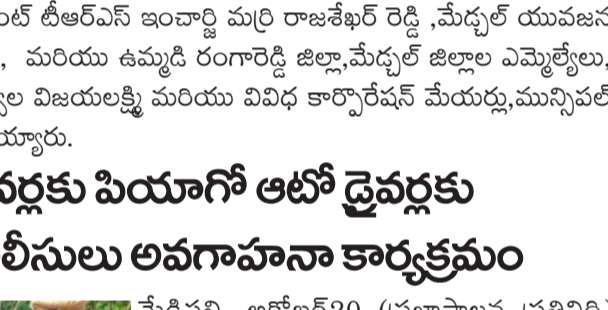 ంట్ టీఆర్ఎస్ ఇంచార్జి మర్రి రాజశేఖర్ రెడ్డి ,మేడ్చల్ యువజన
, మరియు ఉమ్మడి రంగారెడ్డి జిల్లా,మేడ్చల్ జిల్లాల ఎమ్మెల్యేలు,
ల విజయలక్ష్మి మరియు వివిధ కార్పొరేషన్ మేయర్లు,మున్సిపల్
య్యారు.
వర్లకు పియాగో ఆటో డ్రైవర్లకు
లీసులు అవగాహనా కార్యక్రమం